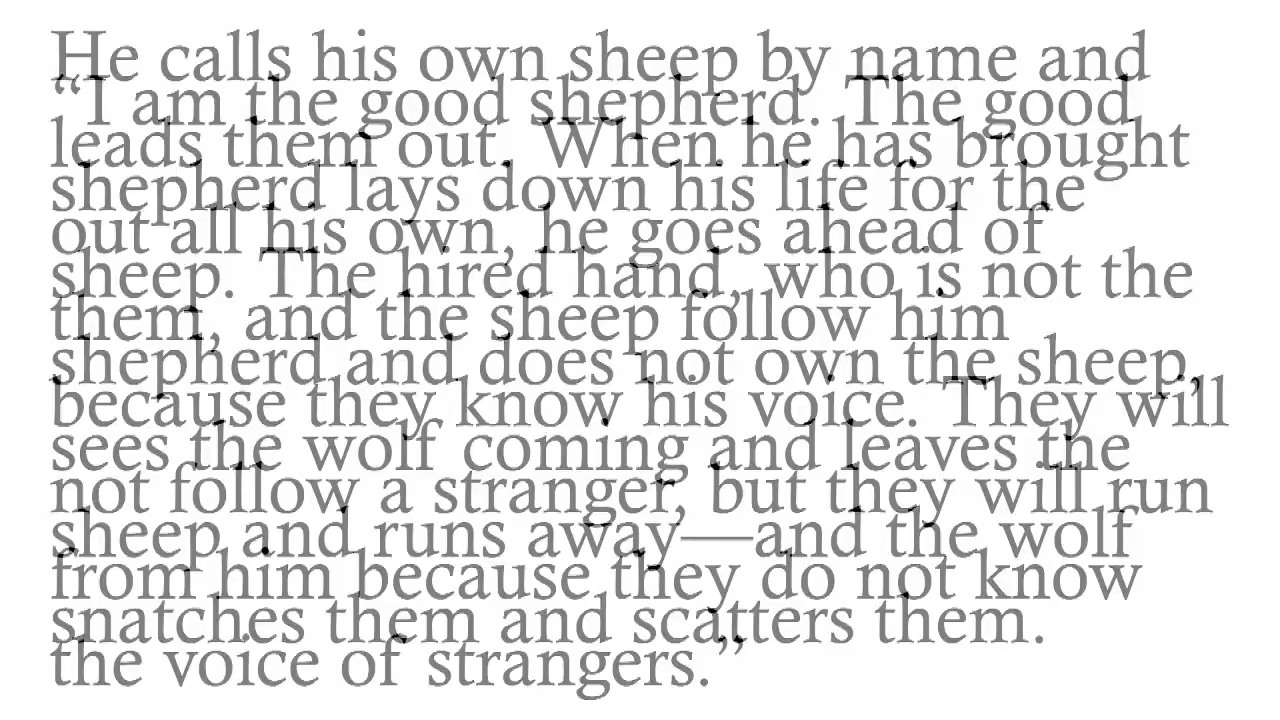 He calls his own sheep by name and
“I am the good shepherd. The good
leads them out. When he has brought
shepherd lays down his life for the
out all his own, he goes ahead of
sheep. The hired hand, who is not the
them, and the sheep follow him
shepherd and does not own the sheep,
because they know his voice. They will
sees the wolf coming and leaves the
not follow a stranger, but they will run
sheep and runs away—and the wolf
from him because they do not know
snatches them and scatters them.
the voice of strangers.”